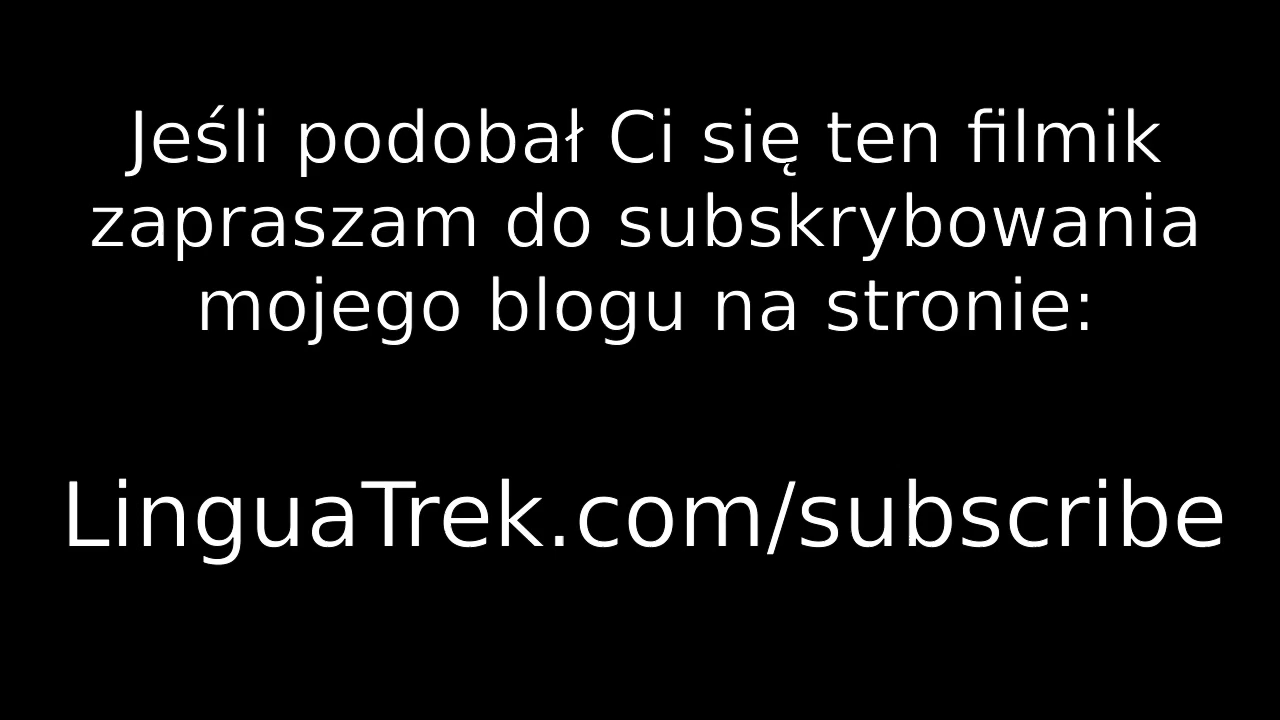 Jeśli podobał Ci się ten filmik
zapraszam do subskrybowania
mojego blogu na stronie:
LinguaTrek.com/subscribe